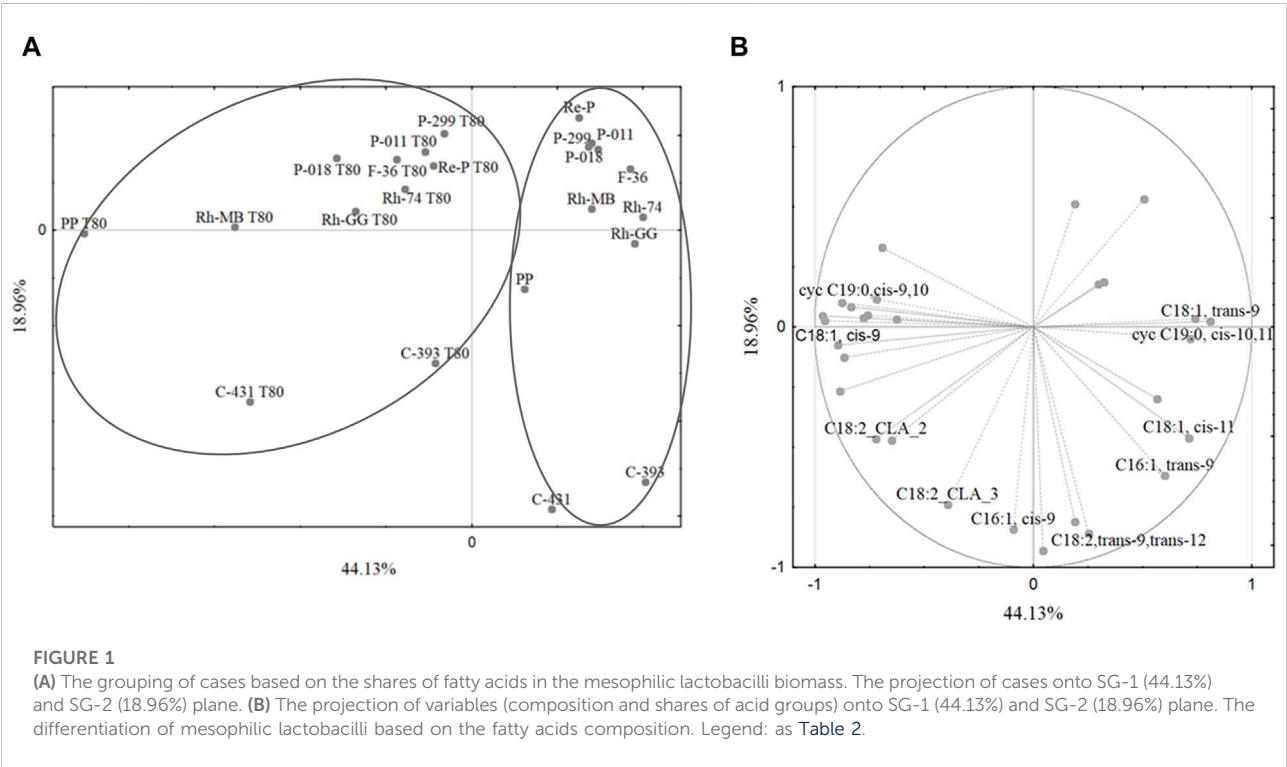 A
B
P-299 T80
P-011 T80
P-018 T80
F-36 T80
Re-P T80
Rh-74 T80
Rh-MB T80
Rh-GG T80
PP T80
Re-P
P-299
P-011
P-018
F-36
Rh-MB
Rh-74
Rh-GG
PP
C-393 T80
C-431 T80
C-393
C-431
0
18.96%
0
44.13%
1
0
-1
18.96%
cyc C19:0,cis-9,10
C18:1, cis-9
C18:1, trans-9
cyc C19:0, cis-10,11
C18:2_CLA_2
C18:1, cis-11
C16:1, trans-9
C18:2_CLA_3
C16:1, cis-9
C18:2,trans-9,trans-12
-1
0
1
44.13%
FIGURE 1
(A) The grouping of cases based on the shares of fatty acids in the mesophilic lactobacilli biomass. The projection of cases onto SG-1 (44.13%)
and SG-2 (18.96%) plane. (B) The projection of variables (composition and shares of acid groups) onto SG-1 (44.13%) and SG-2 (18.96%) plane. The
differentiation of mesophilic lactobacilli based on the fatty acids composition. Legend: as Table 2.